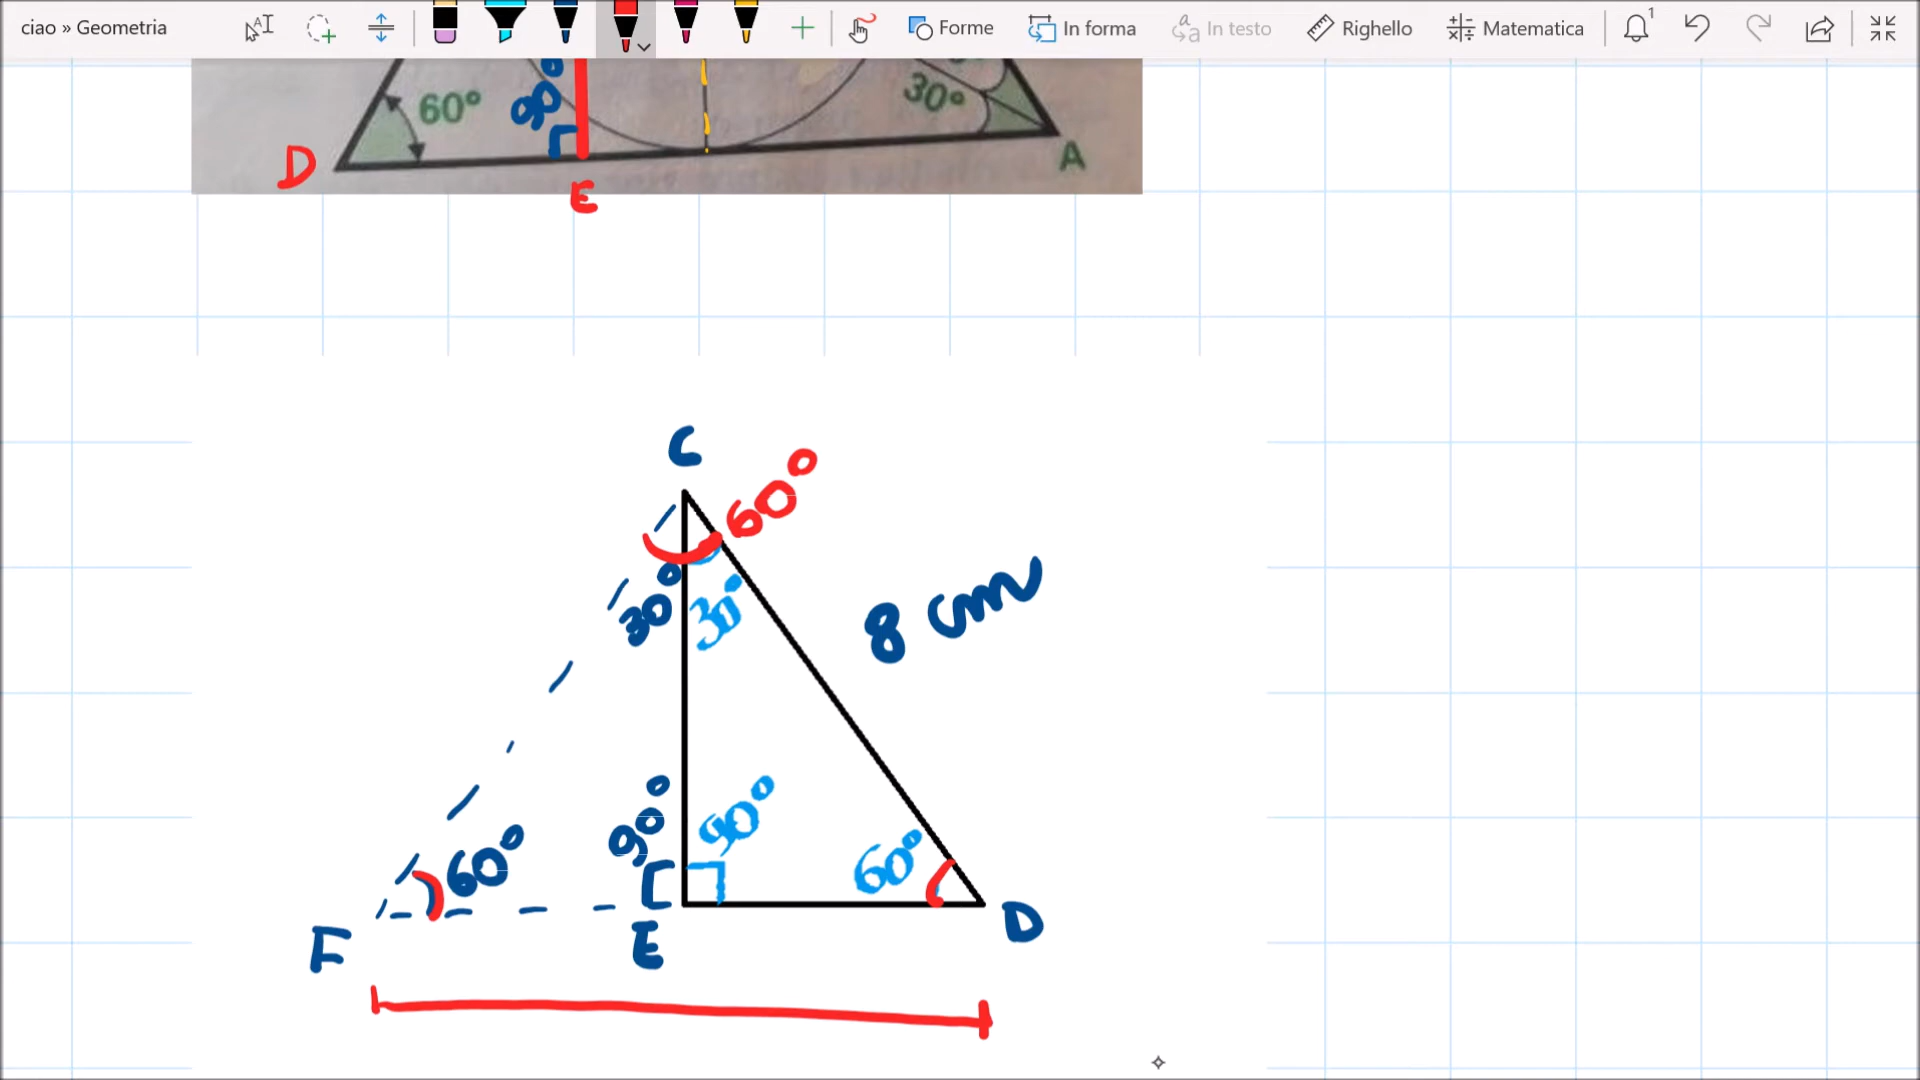 ciao » Geometria
Forme
In forma
In testo
Righello
Matematica
1
60°
90°
30°
D
E
A
C
60°
30°
30°
8 cm
90°
90°
60°
60°
F
E
D